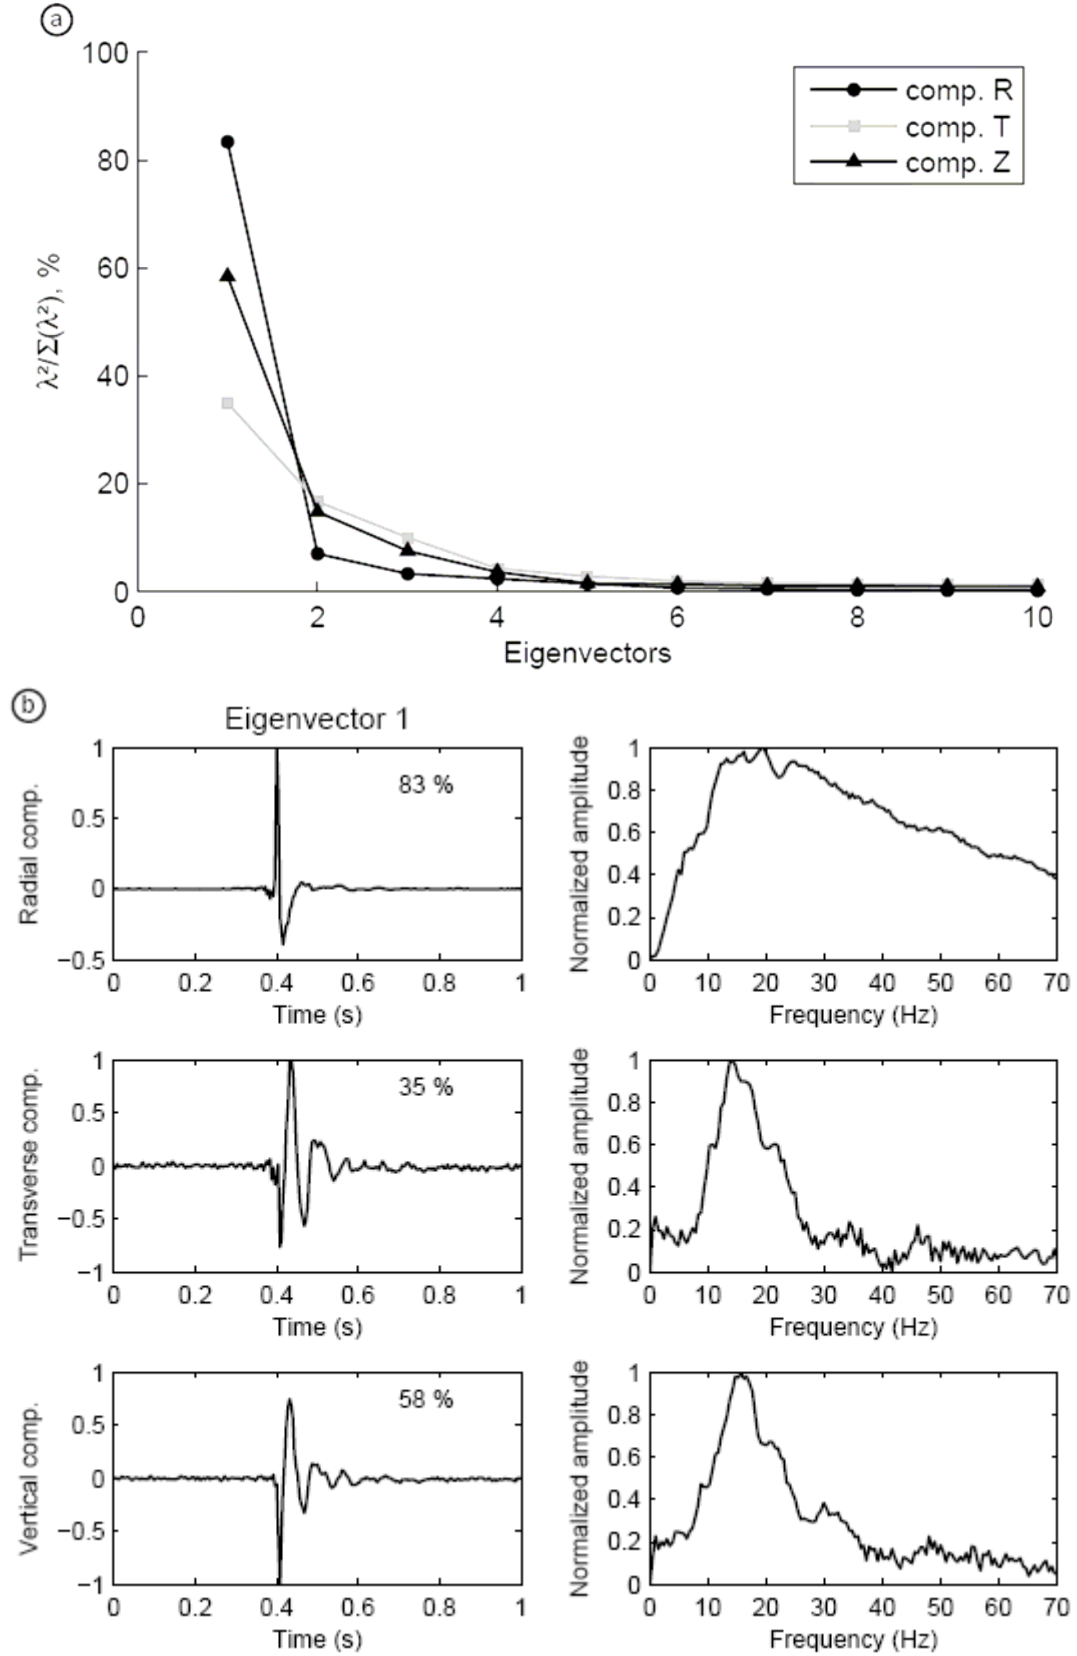 a
100
80
60
40
20
0
λ²/Σ(λ²), %
comp. R
comp. T
comp. Z
0 2 4 6 8 10
Eigenvectors
b
Eigenvector 1
Radial comp.
1
0.5
0
−0.5
83 %
0 0.2 0.4 0.6 0.8 1
Time (s)
Normalized amplitude
1
0.8
0.6
0.4
0.2
0
0 10 20 30 40 50 60 70
Frequency (Hz)
Transverse comp.
1
0.5
0
−0.5
−1
35 %
0 0.2 0.4 0.6 0.8 1
Time (s)
Normalized amplitude
1
0.8
0.6
0.4
0.2
0
0 10 20 30 40 50 60 70
Frequency (Hz)
Vertical comp.
1
0.5
0
−0.5
−1
58 %
0 0.2 0.4 0.6 0.8 1
Time (s)
Normalized amplitude
1
0.8
0.6
0.4
0.2
0
0 10 20 30 40 50 60 70
Frequency (Hz)